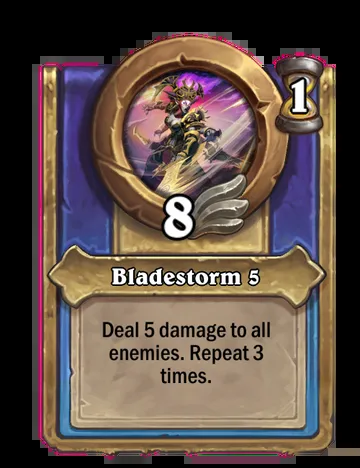 1
8
Bladestorm 5
Deal 5 damage to all
enemies. Repeat 3
times.